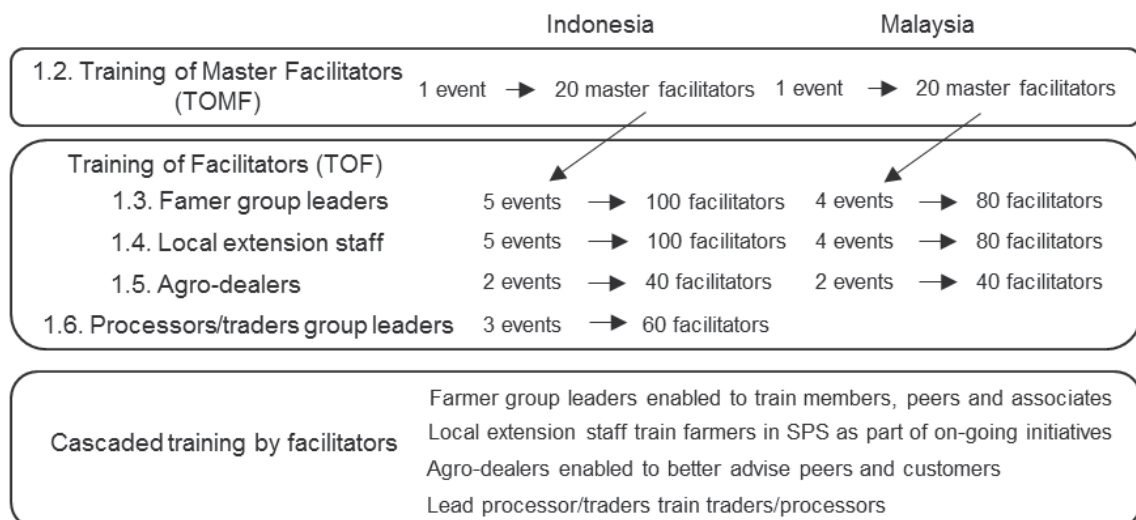 Indonesia Malaysia
1.2. Training of Master Facilitators
(TOMF)
1 event 20 master facilitators 1 event 20 master facilitators
Training of Facilitators (TOF)
1.3. Famer group leaders 5 events 100 facilitators 4 events 80 facilitators
1.4. Local extension staff 5 events 100 facilitators 4 events 80 facilitators
1.5. Agro-dealers 2 events 40 facilitators 2 events 40 facilitators
1.6. Processors/traders group leaders 3 events 60 facilitators
Cascaded training by facilitators
Farmer group leaders enabled to train members, peers and associates
Local extension staff train farmers in SPS as part of on-going initiatives
Agro-dealers enabled to better advise peers and customers
Lead processor/traders train traders/processors